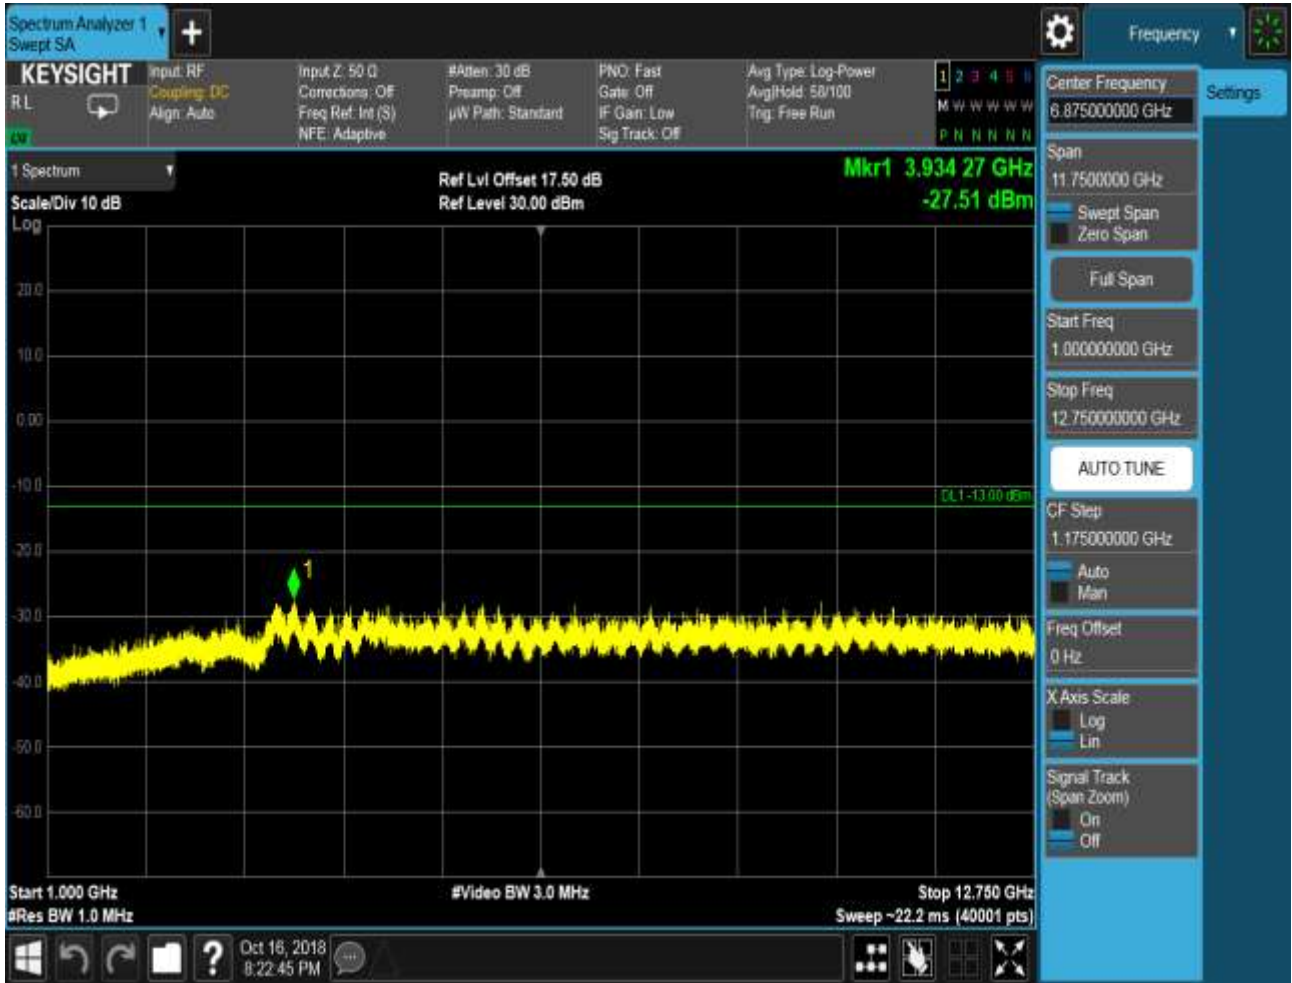 Spectrum Analyzer 1
Swept SA
+
Frequency
KEYSIGHT
RL
Input: RF
Coupling: DC
Align: Auto
Input Z: 50 Ω
Corrections: Off
Freq Ref: Int (S)
NFE: Adaptive
#Atten: 30 dB
Preamp: Off
µW Path: Standard
PNO: Fast
Gate: Off
IF Gain: Low
Sig Track: Off
Avg Type: Log-Power
Avg|Hold: 58/100
Trig: Free Run
1 2 3 4 5 6
M W W W W W
P N N N N N
1 Spectrum
Scale/Div 10 dB
Log
Ref Lvl Offset 17.50 dB
Ref Level 30.00 dBm
Mkr1 3.934 27 GHz
-27.51 dBm
20.0
10.0
0.00
-10.0
DL1 -13.00 dBm
-20.0
1
-30.0
-40.0
-50.0
-60.0
Start 1.000 GHz
#Res BW 1.0 MHz
#Video BW 3.0 MHz
Stop 12.750 GHz
Sweep ~22.2 ms (40001 pts)
Oct 16, 2018
8:22:45 PM
?
Center Frequency
6.875000000 GHz
Settings
Span
11.7500000 GHz
Swept Span
Zero Span
Full Span
Start Freq
1.000000000 GHz
Stop Freq
12.750000000 GHz
AUTO TUNE
CF Step
1.175000000 GHz
Auto
Man
Freq Offset
0 Hz
X Axis Scale
Log
Lin
Signal Track
(Span Zoom)
On
Off